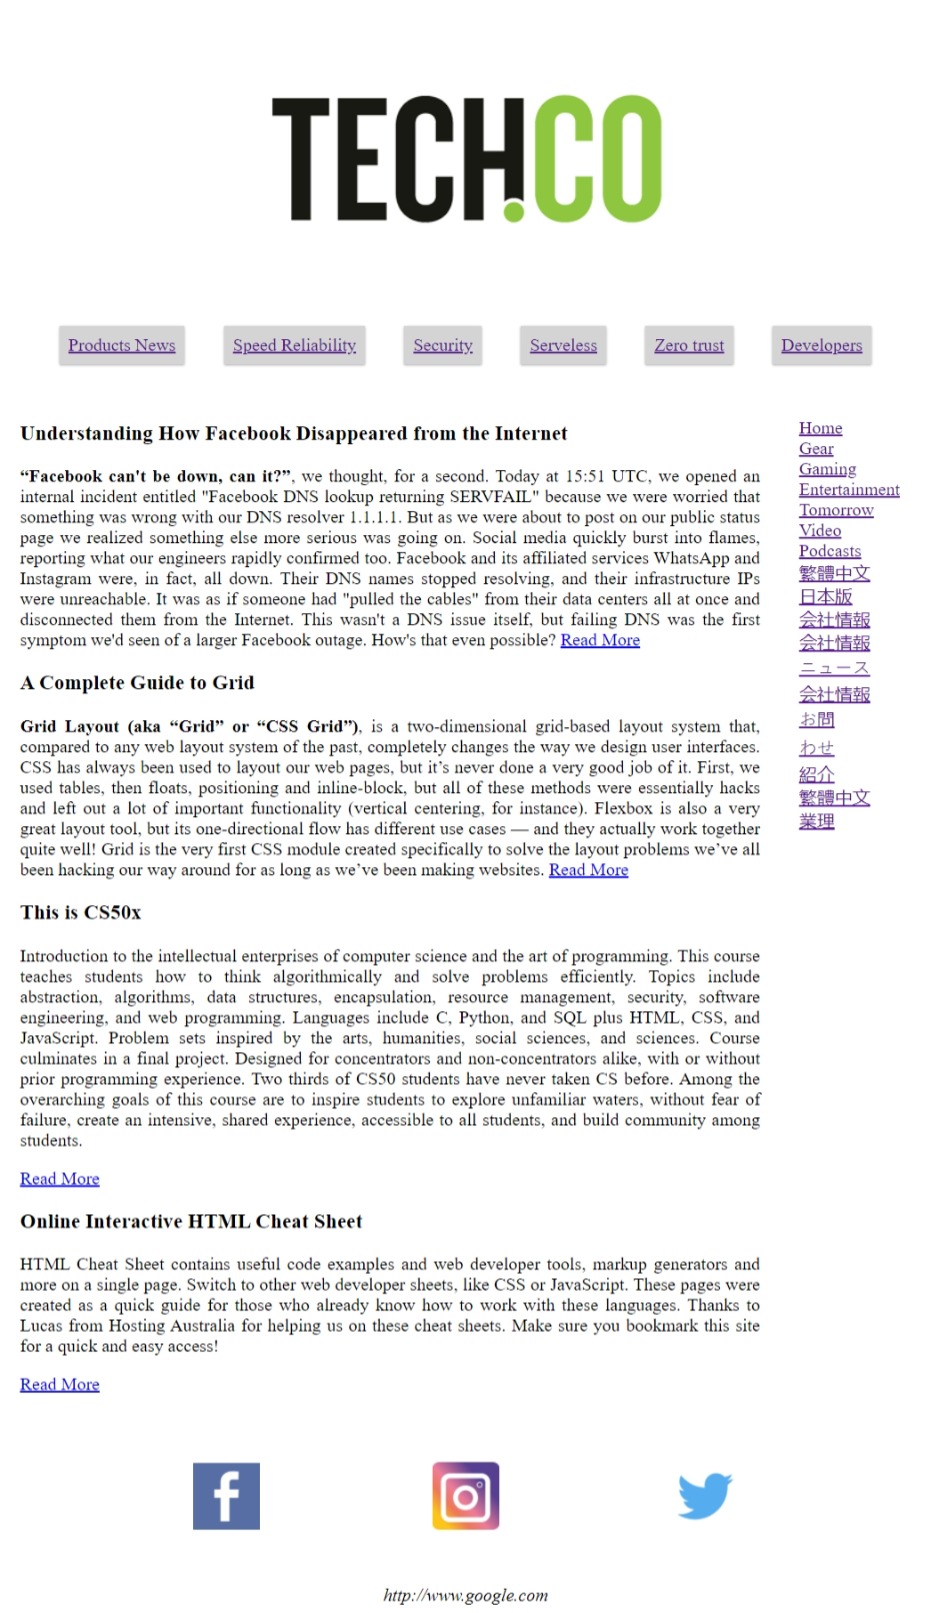 TECH.CO
Products News
Speed Reliability
Security
Serveless
Zero trust
Developers
Understanding How Facebook Disappeared from the Internet
“Facebook can't be down, can it?”, we thought, for a second. Today at 15:51 UTC, we opened an
internal incident entitled "Facebook DNS lookup returning SERVFAIL" because we were worried that
something was wrong with our DNS resolver 1.1.1.1. But as we were about to post on our public status
page we realized something else more serious was going on. Social media quickly burst into flames,
reporting what our engineers rapidly confirmed too. Facebook and its affiliated services WhatsApp and
Instagram were, in fact, all down. Their DNS names stopped resolving, and their infrastructure IPs
were unreachable. It was as if someone had "pulled the cables" from their data centers all at once and
disconnected them from the Internet. This wasn't a DNS issue itself, but failing DNS was the first
symptom we'd seen of a larger Facebook outage. How's that even possible? Read More
A Complete Guide to Grid
Grid Layout (aka “Grid” or “CSS Grid”), is a two-dimensional grid-based layout system that,
compared to any web layout system of the past, completely changes the way we design user interfaces.
CSS has always been used to layout our web pages, but it’s never done a very good job of it. First, we
used tables, then floats, positioning and inline-block, but all of these methods were essentially hacks
and left out a lot of important functionality (vertical centering, for instance). Flexbox is also a very
great layout tool, but its one-directional flow has different use cases — and they actually work together
quite well! Grid is the very first CSS module created specifically to solve the layout problems we’ve all
been hacking our way around for as long as we’ve been making websites. Read More
This is CS50x
Introduction to the intellectual enterprises of computer science and the art of programming. This course
teaches students how to think algorithmically and solve problems efficiently. Topics include
abstraction, algorithms, data structures, encapsulation, resource management, security, software
engineering, and web programming. Languages include C, Python, and SQL plus HTML, CSS, and
JavaScript. Problem sets inspired by the arts, humanities, social sciences, and sciences. Course
culminates in a final project. Designed for concentrators and non-concentrators alike, with or without
prior programming experience. Two thirds of CS50 students have never taken CS before. Among the
overarching goals of this course are to inspire students to explore unfamiliar waters, without fear of
failure, create an intensive, shared experience, accessible to all students, and build community among
students.
Read More
Online Interactive HTML Cheat Sheet
HTML Cheat Sheet contains useful code examples and web developer tools, markup generators and
more on a single page. Switch to other web developer sheets, like CSS or JavaScript. These pages were
created as a quick guide for those who already know how to work with these languages. Thanks to
Lucas from Hosting Australia for helping us on these cheat sheets. Make sure you bookmark this site
for a quick and easy access!
Read More
Home
Gear
Gaming
Entertainment
Tomorrow
Video
Podcasts
繁體中文
日本版
会社情報
会社情報
ニュース
会社情報
お問
わせ
紹介
繁體中文
業理
http://www.google.com